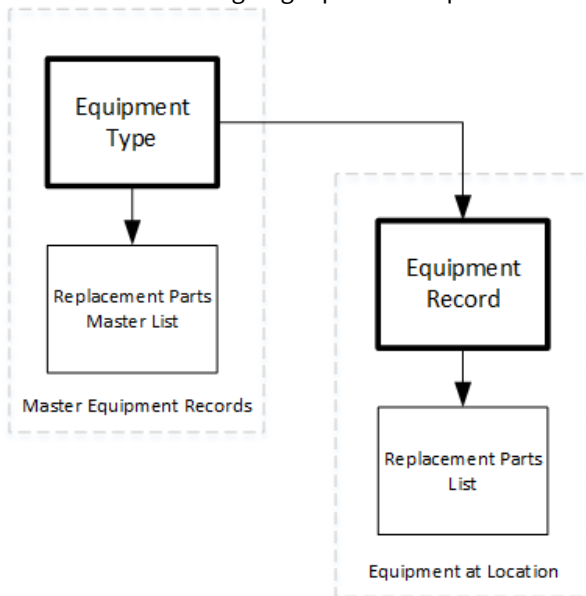 Equipment
Type
Replacement Parts
Master List
Master Equipment Records
Equipment
Record
Replacement Parts
List
Equipment at Location